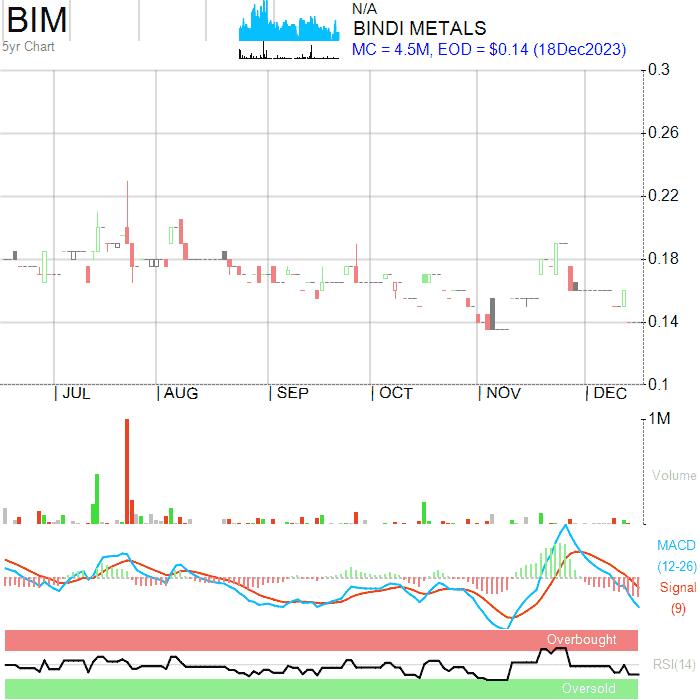 BIM
5yr Chart
N/A
BINDI METALS
MC = 4.5M, EOD = $0.14 (18Dec2023)
0.3
0.26
0.22
0.18
0.14
0.1
JUL
AUG
SEP
OCT
NOV
DEC
1M
Volume
MACD
(12-26)
Signal
(9)
Overbought
RSI(14)
Oversold